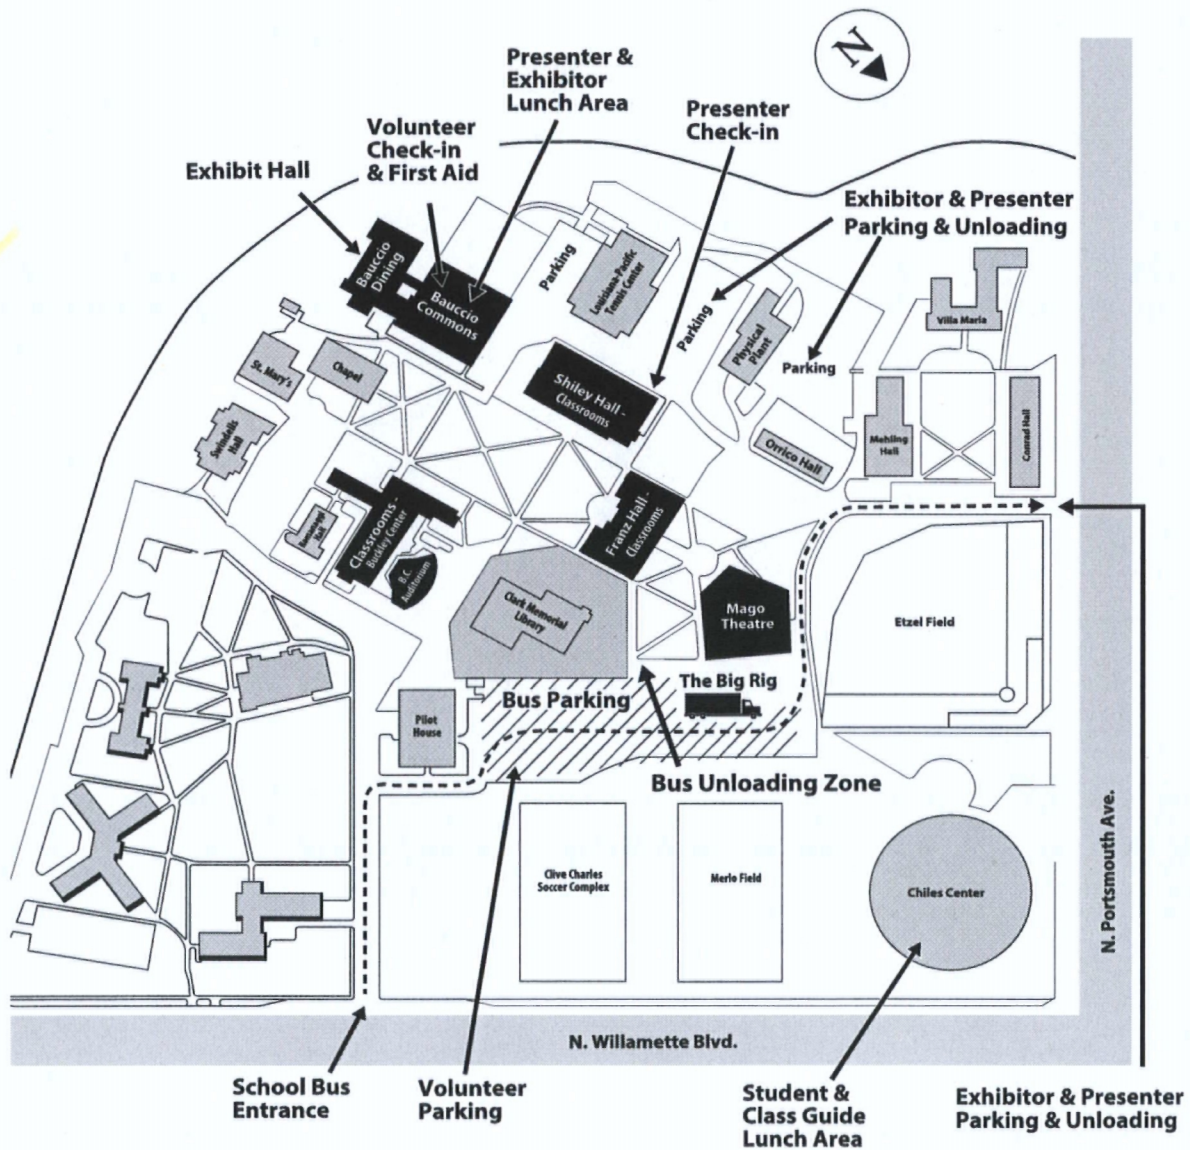 N
Presenter &
Exhibitor
Lunch Area
Presenter
Check-in
Volunteer
Check-in
& First Aid
Exhibit Hall
Exhibitor & Presenter
Parking & Unloading
Bauccio
Dining
Bauccio
Commons
Parking
Louisiana-Pacific
Tennis Center
Parking
Physical
Plant
Parking
Villa Maria
St. Mary's
Chapel
Shiley Hall -
Classrooms
Swindells
Hall
Orrico Hall
Mehling
Hall
Conrad Hall
Classrooms -
Buckley Center
B.C.
Auditorium
Franz Hall -
Classrooms
Clark Memorial
Library
Mago
Theatre
Etzel Field
The Big Rig
Bus Parking
Pilot
House
Bus Unloading Zone
Clive Charles
Soccer Complex
Merlo Field
Chiles Center
N. Portsmouth Ave.
N. Willamette Blvd.
School Bus
Entrance
Volunteer
Parking
Student &
Class Guide
Lunch Area
Exhibitor & Presenter
Parking & Unloading